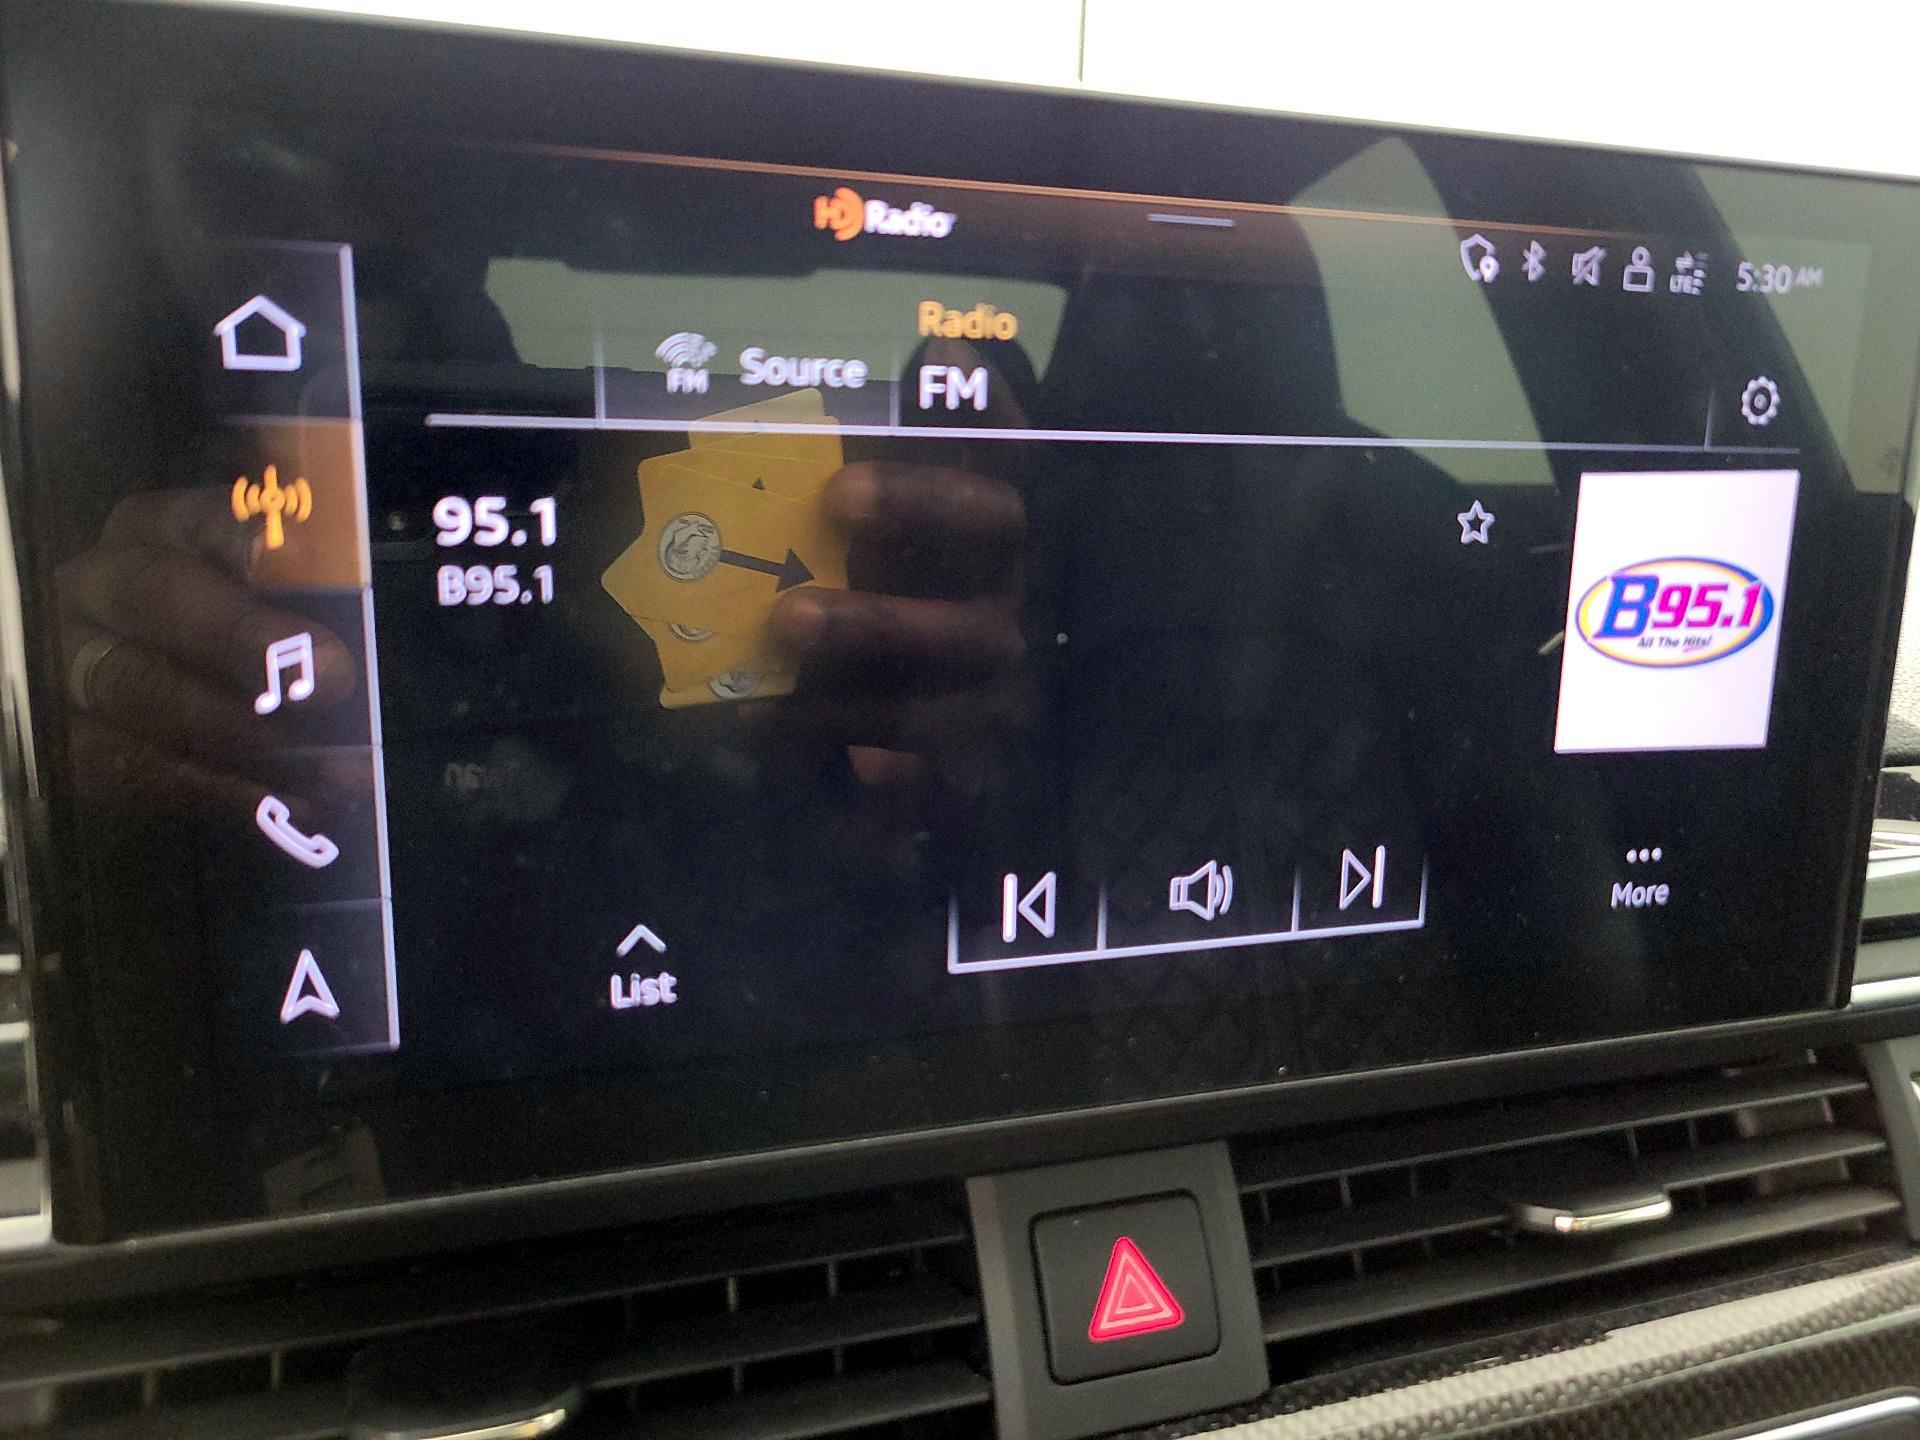 HD Radio
LTE
5:30 AM
Radio
FM
Source
FM
95.1
B95.1
B95.1
All The Hits!
List
More